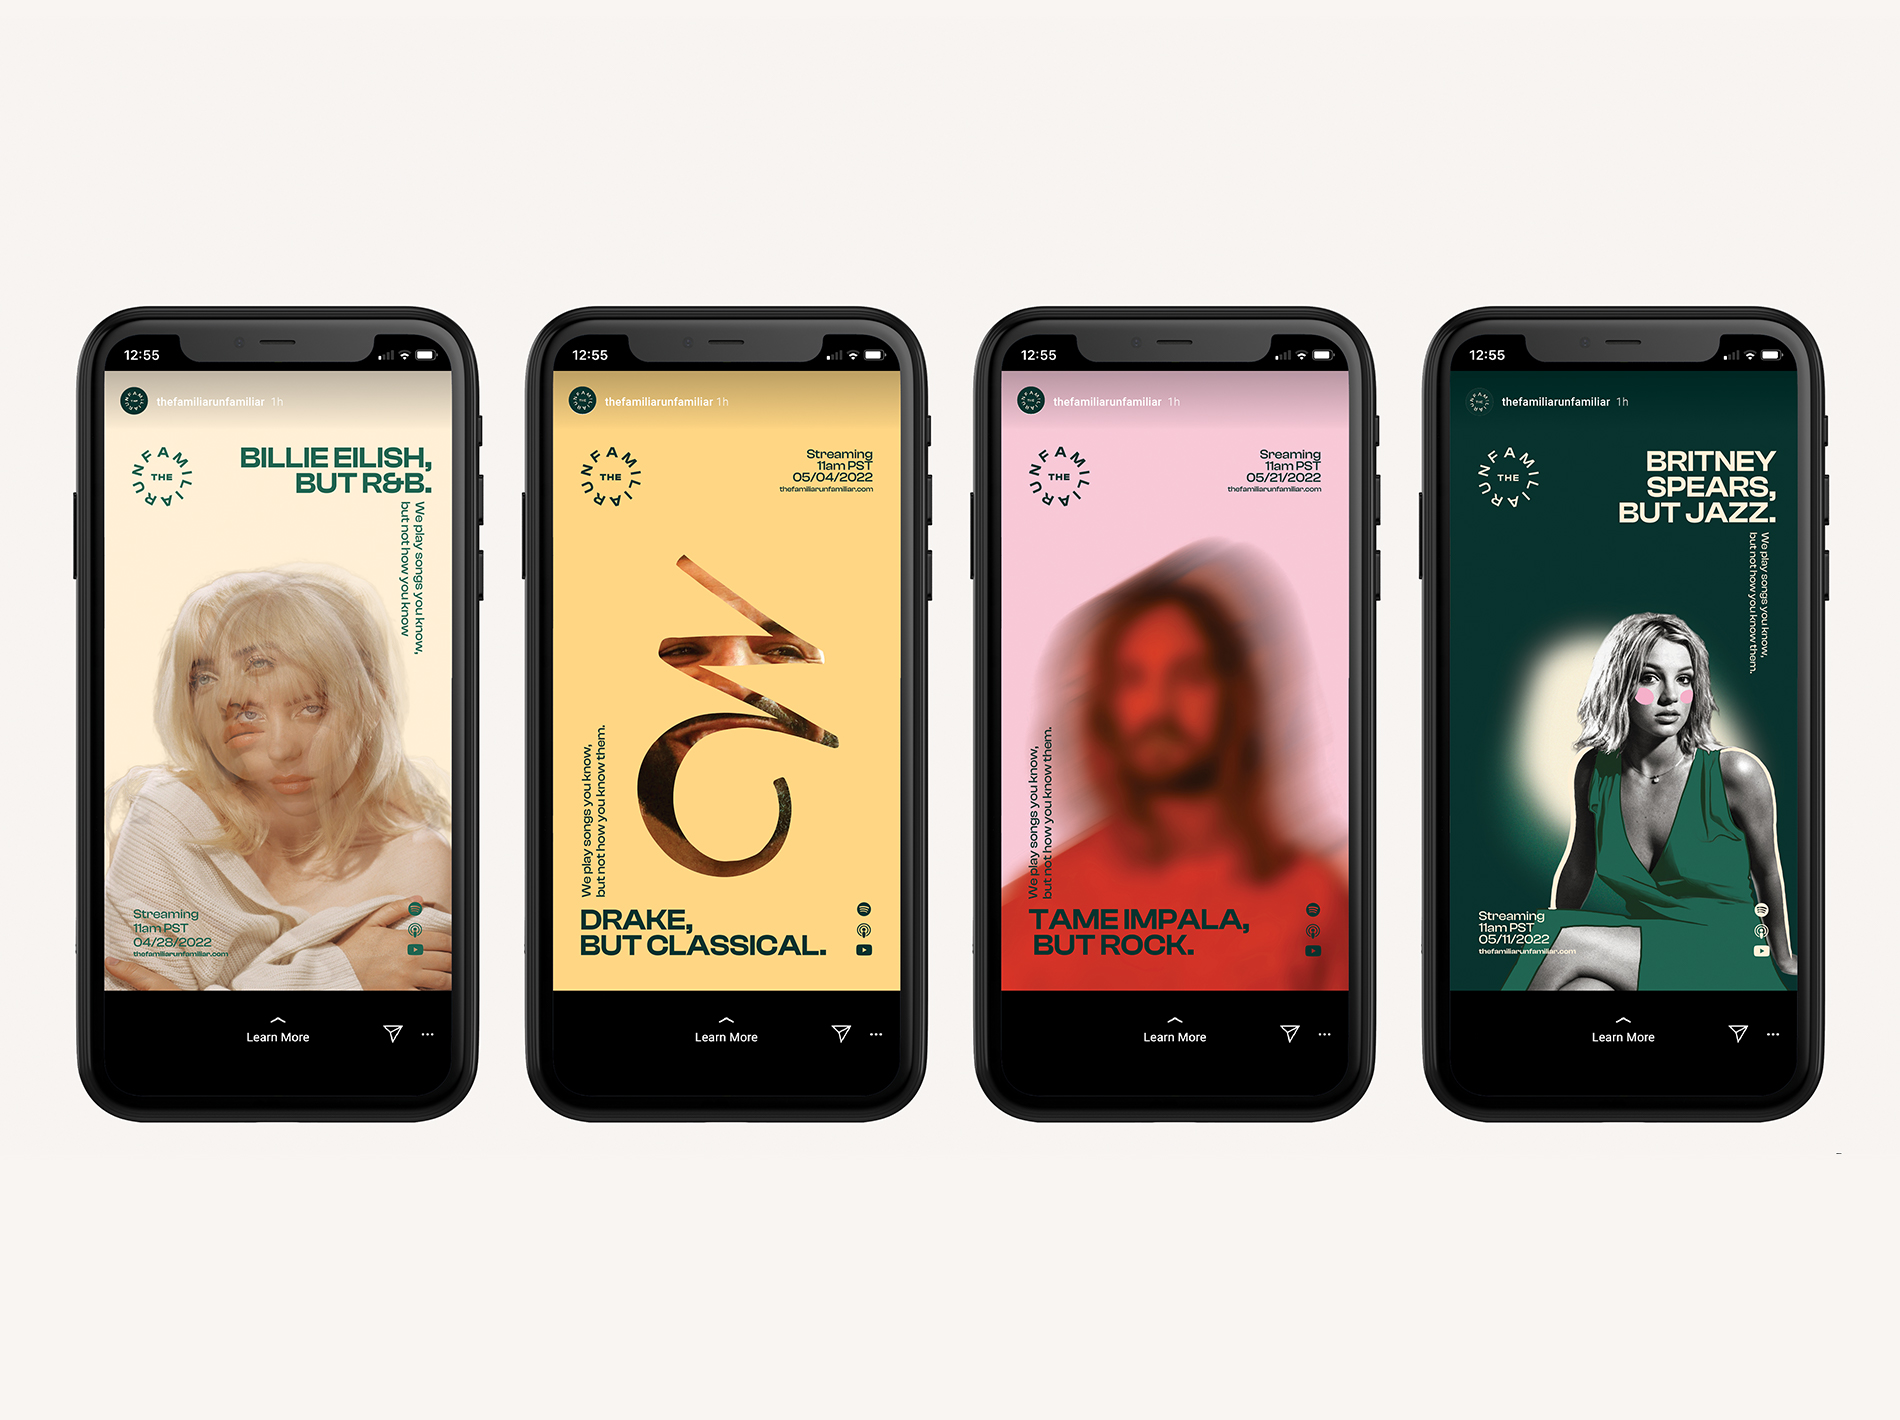 12:55
thefamiliarunfamiliar 1h
THE
UNFAMILIAR
BILLIE EILISH,
BUT R&B.
We play songs you know,
but not how you know
Streaming
11am PST
04/28/2022
thefamiliarunfamiliar.com
Learn More
12:55
thefamiliarunfamiliar 1h
THE
UNFAMILIAR
Streaming
11am PST
05/04/2022
thefamiliarunfamiliar.com
We play songs you know,
but not how you know them.
DRAKE,
BUT CLASSICAL.
Learn More
12:55
thefamiliarunfamiliar 1h
THE
UNFAMILIAR
Sreaming
11am PST
05/21/2022
thefamiliarunfamiliar.com
We play songs you know,
but not how you know them.
TAME IMPALA,
BUT ROCK.
Learn More
12:55
thefamiliarunfamiliar 1h
THE
UNFAMILIAR
BRITNEY
SPEARS,
BUT JAZZ.
We play songs you know,
but not how you know them.
Streaming
11am PST
05/11/2022
thefamiliarunfamiliar.com
Learn More